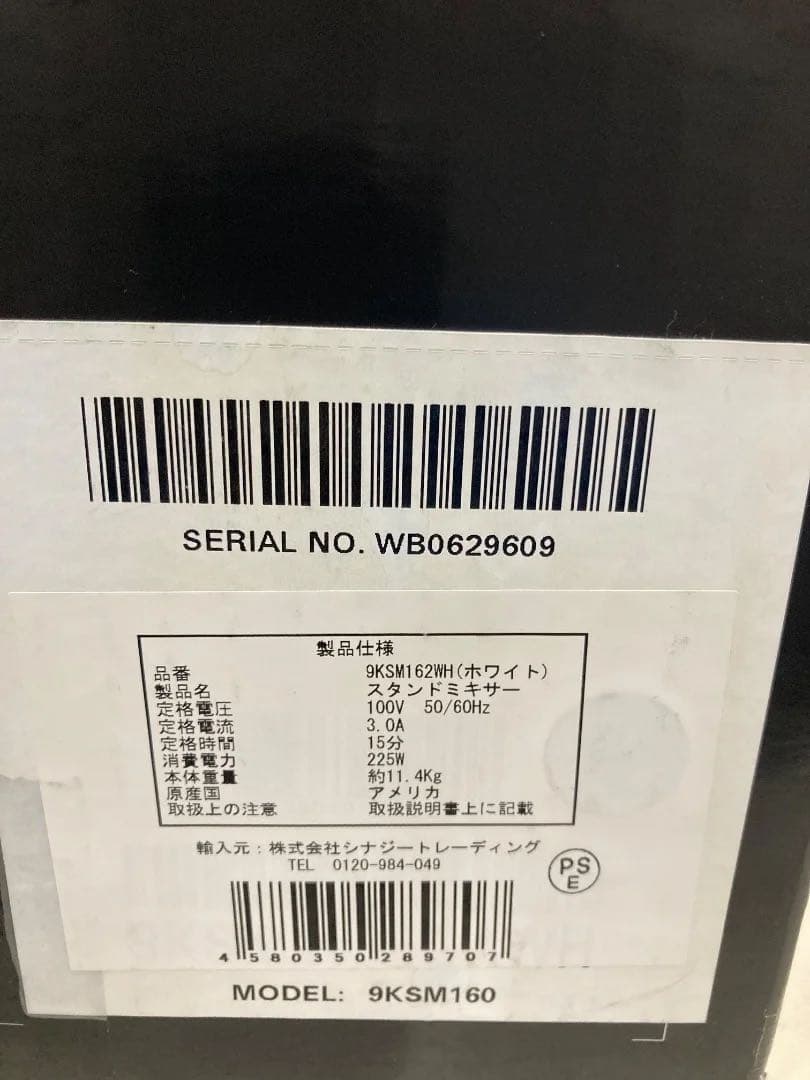 SERIAL NO. WB0629609
製品仕様
品番 9KSM162WH(ホワイト)
製品名 スタンドミキサー
定格電圧 100V 50/60Hz
定格電流 3.0A
定格時間 15分
消費電力 225W
本体重量 約11.4Kg
原産国 アメリカ
取扱上の注意 取扱説明書上に記載
輸入元:株式会社シナジートレーディング
TEL 0120-984-049
PS
E
4580350289707
MODEL: 9KSM160